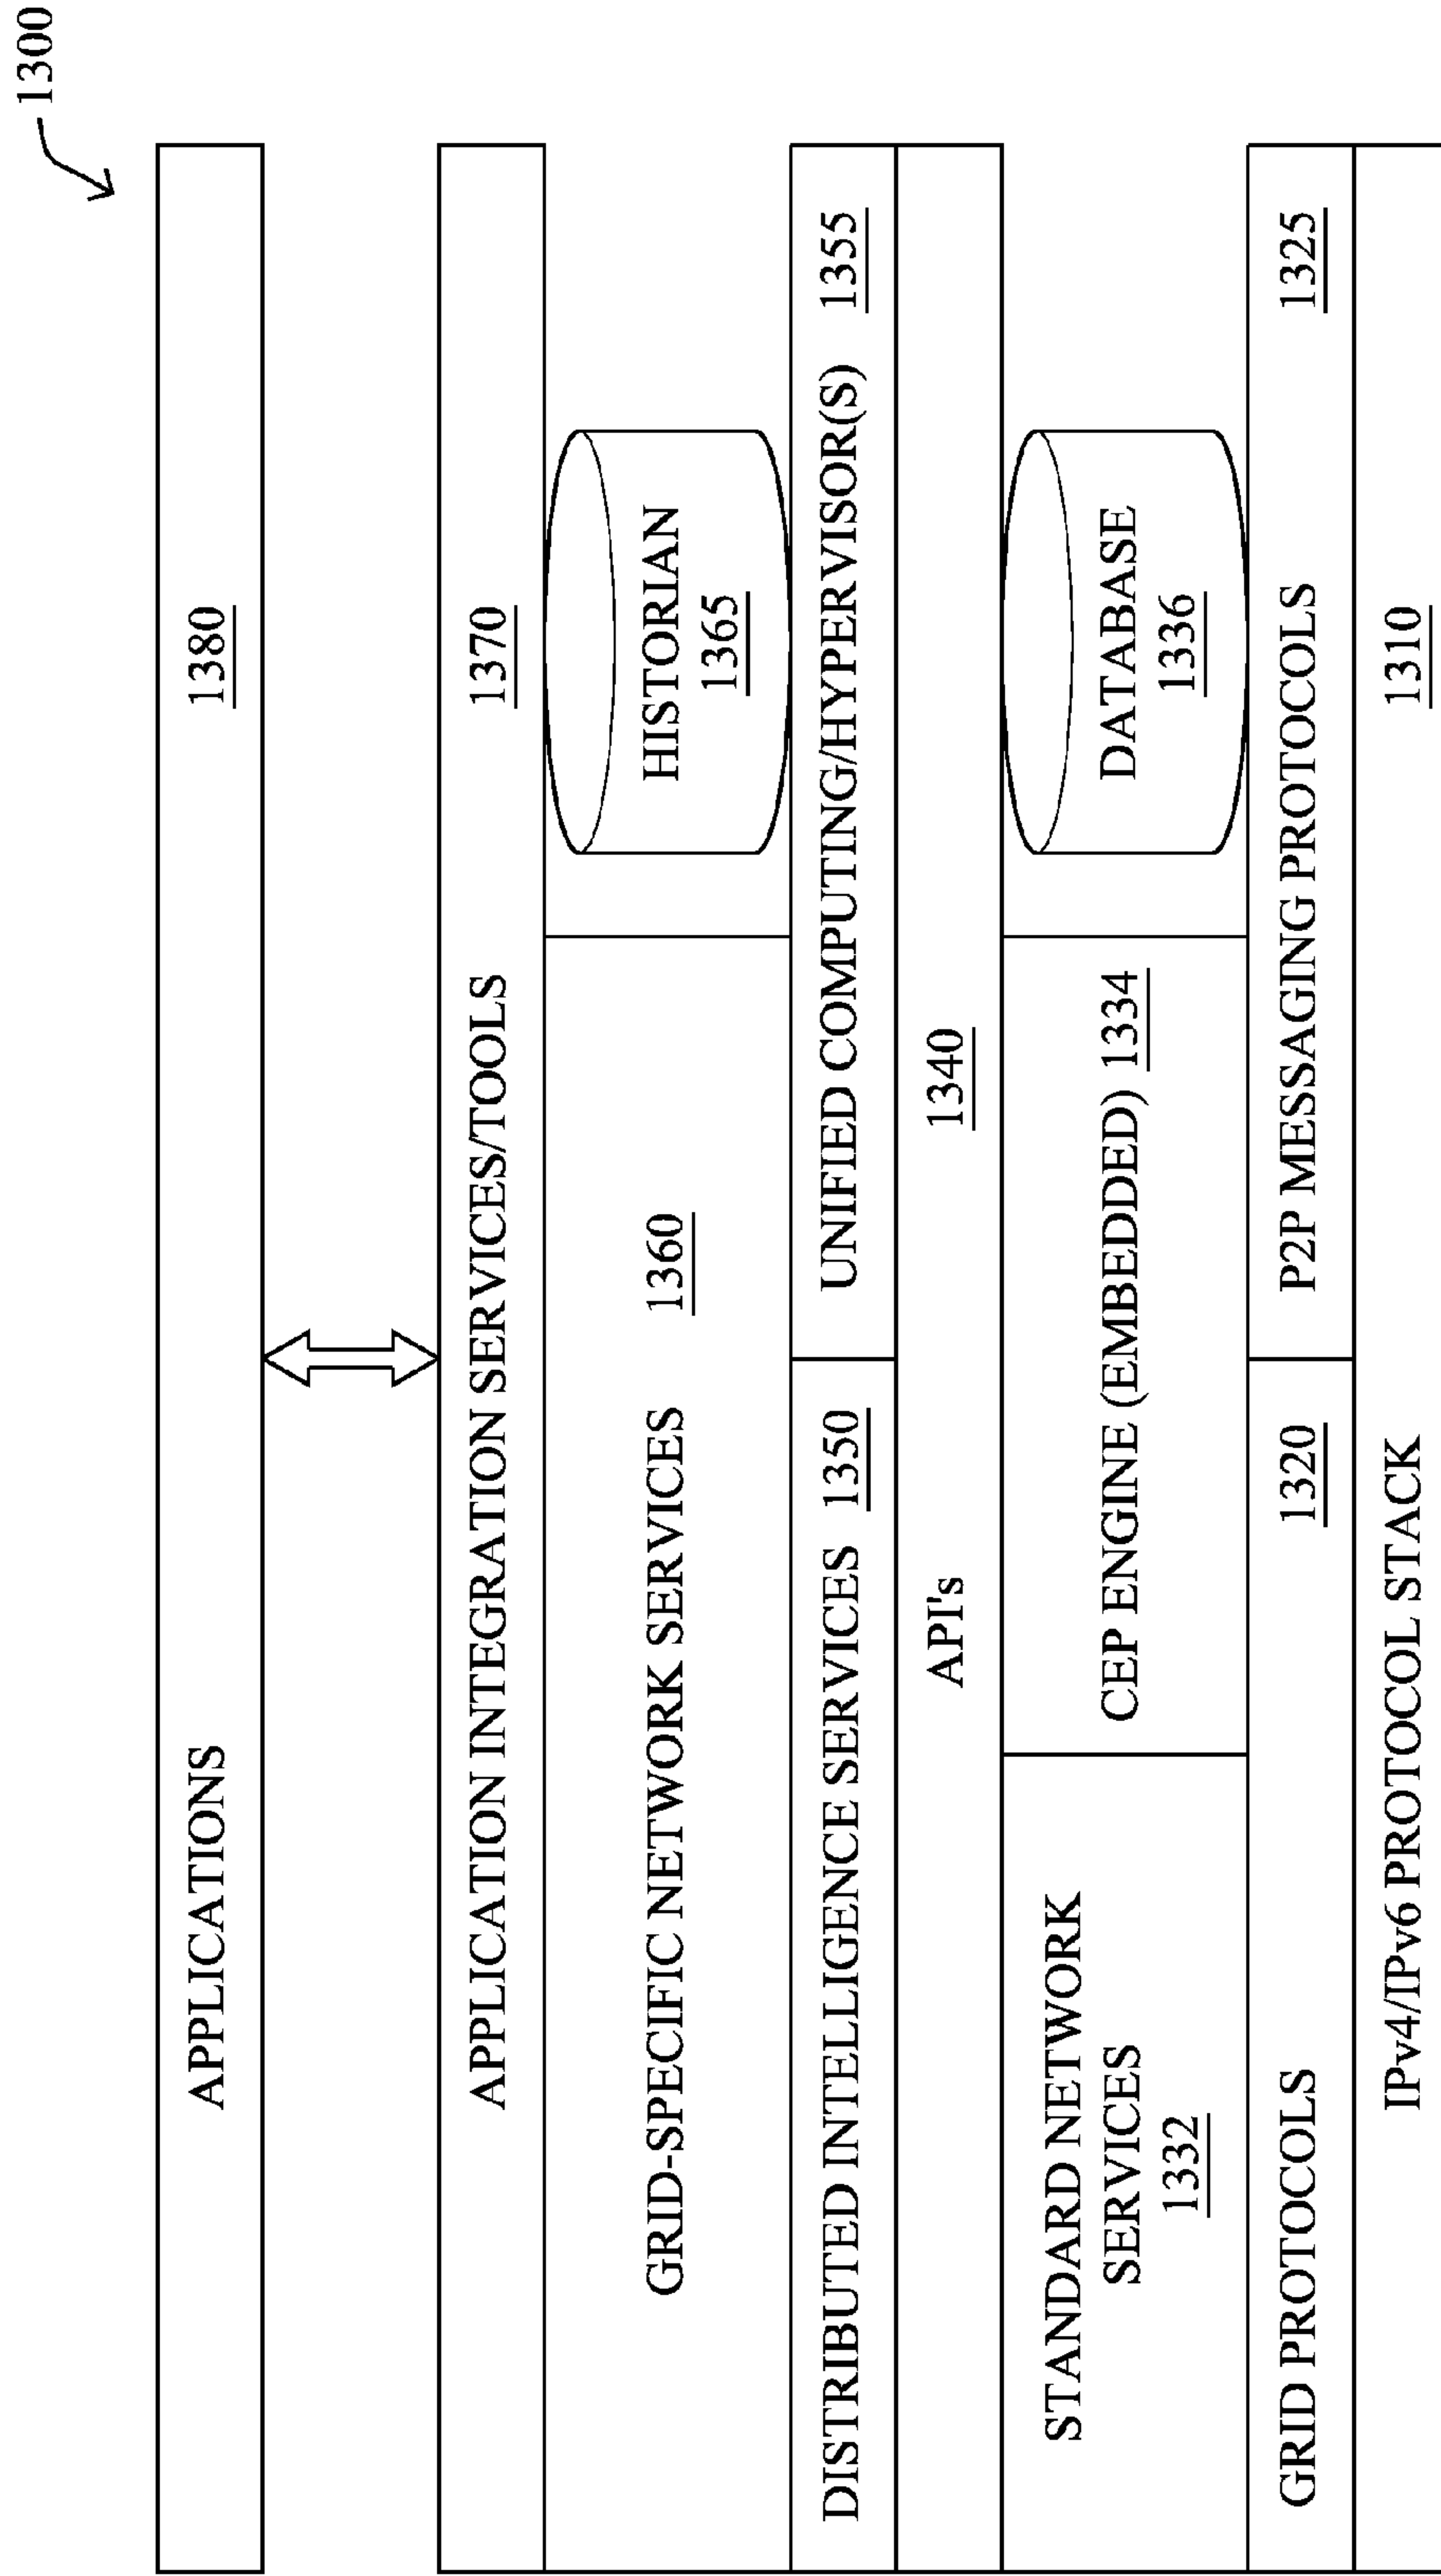 1300
APPLICATIONS 1380
APPLICATION INTEGRATION SERVICES/TOOLS 1370
GRID-SPECIFIC NETWORK SERVICES 1360
HISTORIAN
1365
DISTRIBUTED INTELLIGENCE SERVICES 1350
UNIFIED COMPUTING/HYPERVISOR(S) 1355
API's 1340
STANDARD NETWORK
SERVICES
1332
CEP ENGINE (EMBEDDED) 1334
DATABASE
1336
GRID PROTOCOLS 1320
P2P MESSAGING PROTOCOLS 1325
IPv4/IPv6 PROTOCOL STACK 1310